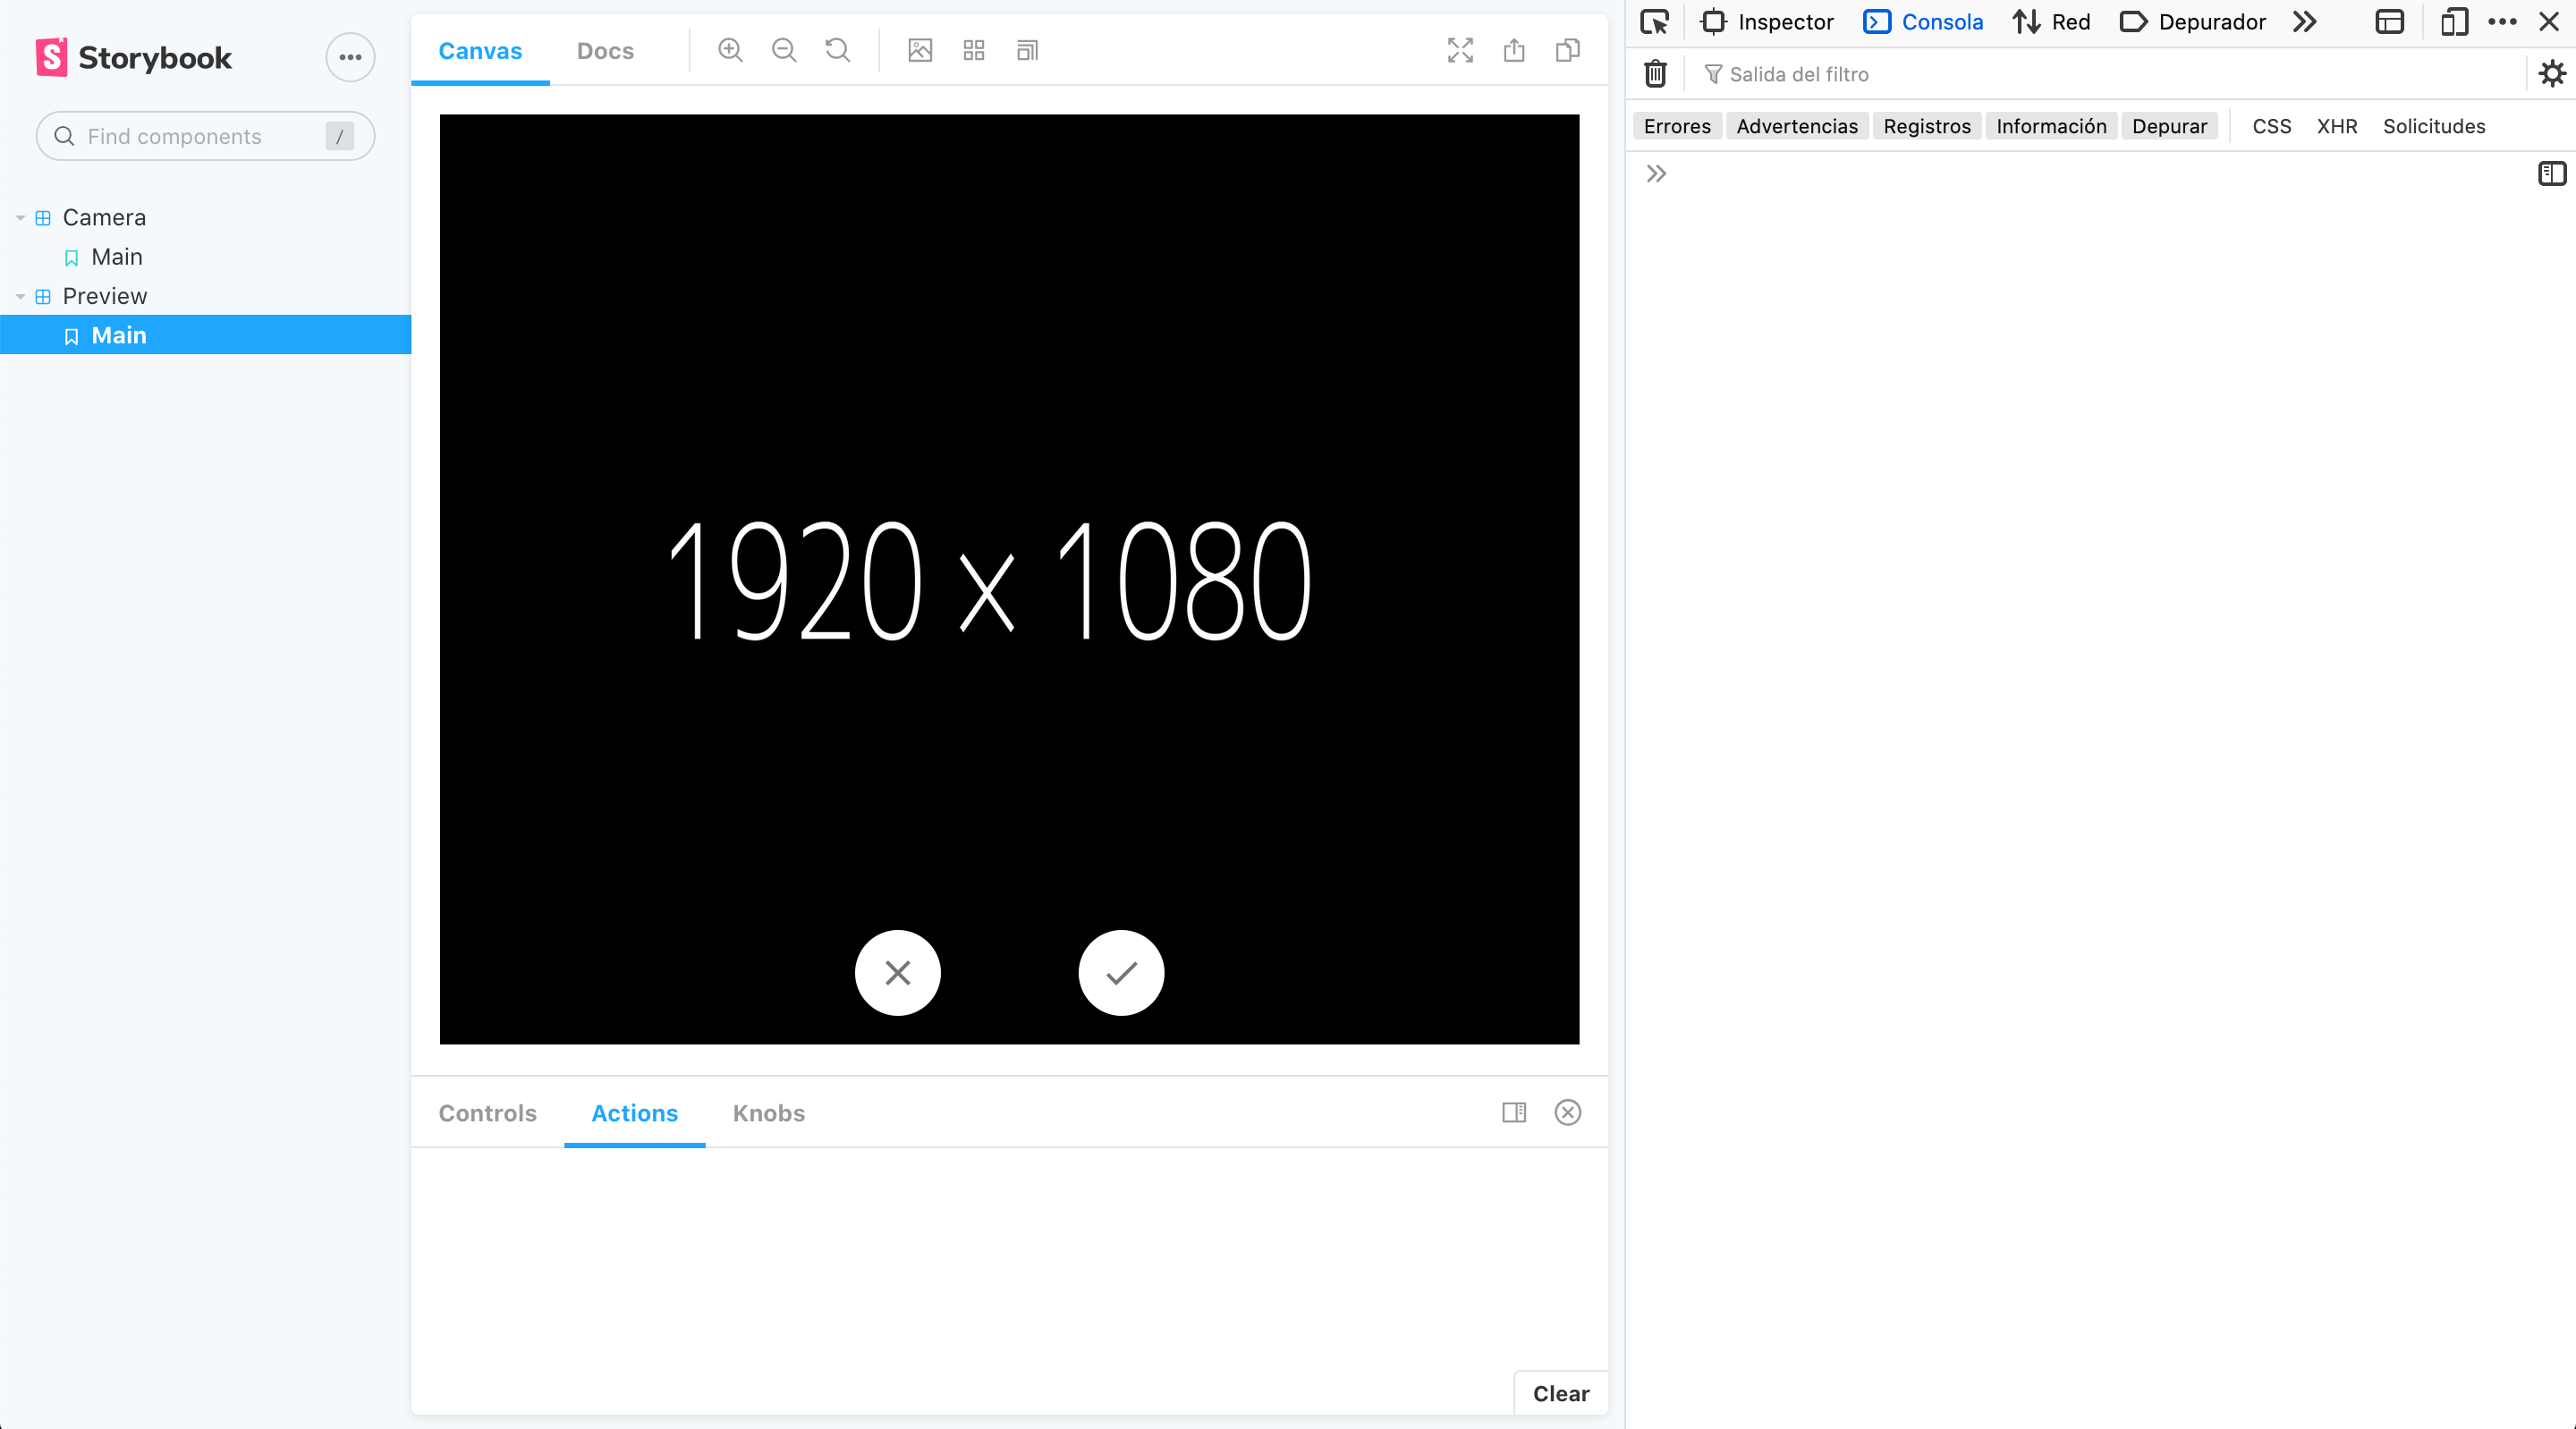 Storybook
Find components
/
Camera
Main
Preview
Main
Canvas
Docs
1920 x 1080
Controls
Actions
Knobs
Clear
Inspector
Consola
Red
Depurador
Salida del filtro
Errores
Advertencias
Registros
Información
Depurar
CSS
XHR
Solicitudes